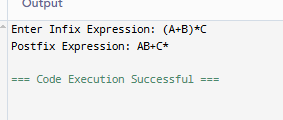 Output
Enter Infix Expression: (A+B)*C
Postfix Expression: AB+C*
=== Code Execution Successful ===